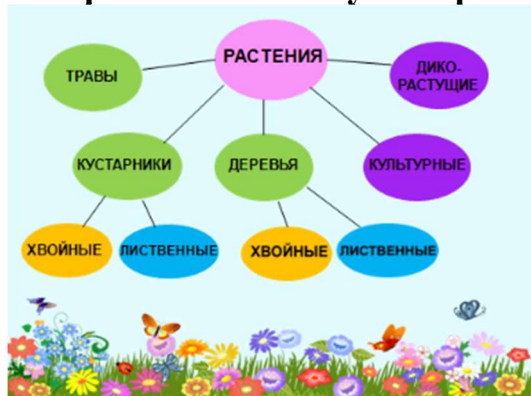 РАСТЕНИЯ
ТРАВЫ
ДИКО-
РАСТУЩИЕ
КУСТАРНИКИ
ДЕРЕВЬЯ
КУЛЬТУРНЫЕ
ХВОЙНЫЕ
ЛИСТВЕННЫЕ
ХВОЙНЫЕ
ЛИСТВЕННЫЕ